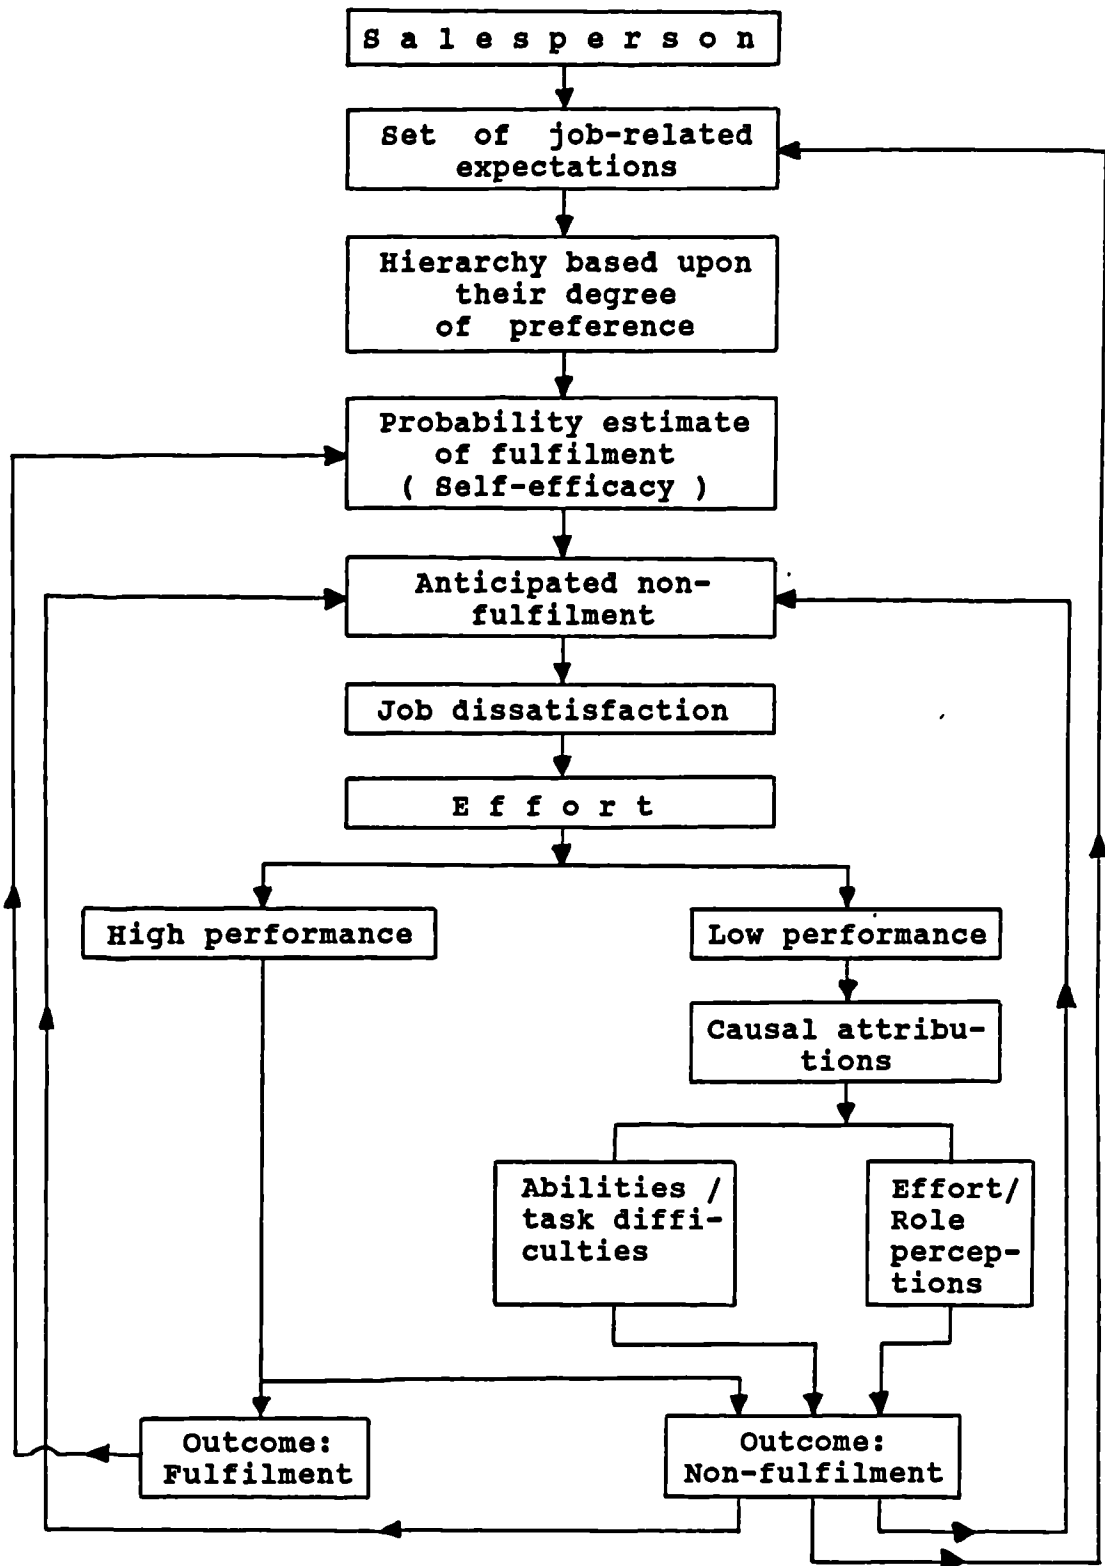 Salesperson
Set of job-related
expectations
Hierarchy based upon
their degree
of preference
Probability estimate
of fulfilment
( Self-efficacy )
Anticipated non-
fulfilment
Job dissatisfaction
Effort
High performance
Low performance
Causal attribu-
tions
Abilities /
task diffi-
culties
Effort/
Role
percep-
tions
Outcome:
Fulfilment
Outcome:
Non-fulfilment